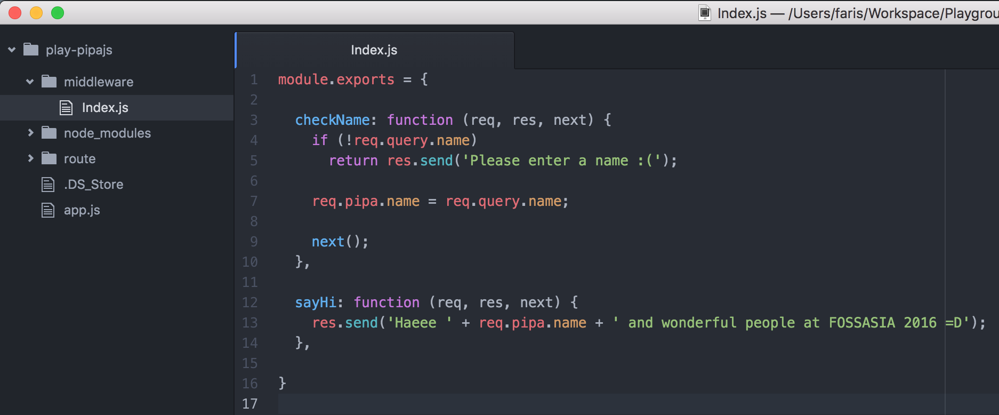 Index.js — /Users/faris/Workspace/Playgrou
play-pipajs
middleware
Index.js
node_modules
route
.DS_Store
app.js
Index.js
1 module.exports = {
2
3 checkName: function (req, res, next) {
4 if (!req.query.name)
5 return res.send('Please enter a name :(');
6
7 req.pipa.name = req.query.name;
8
9 next();
10 },
11
12 sayHi: function (req, res, next) {
13 res.send('Haeee ' + req.pipa.name + ' and wonderful people at FOSSASIA 2016 =D');
14 },
15
16 }
17